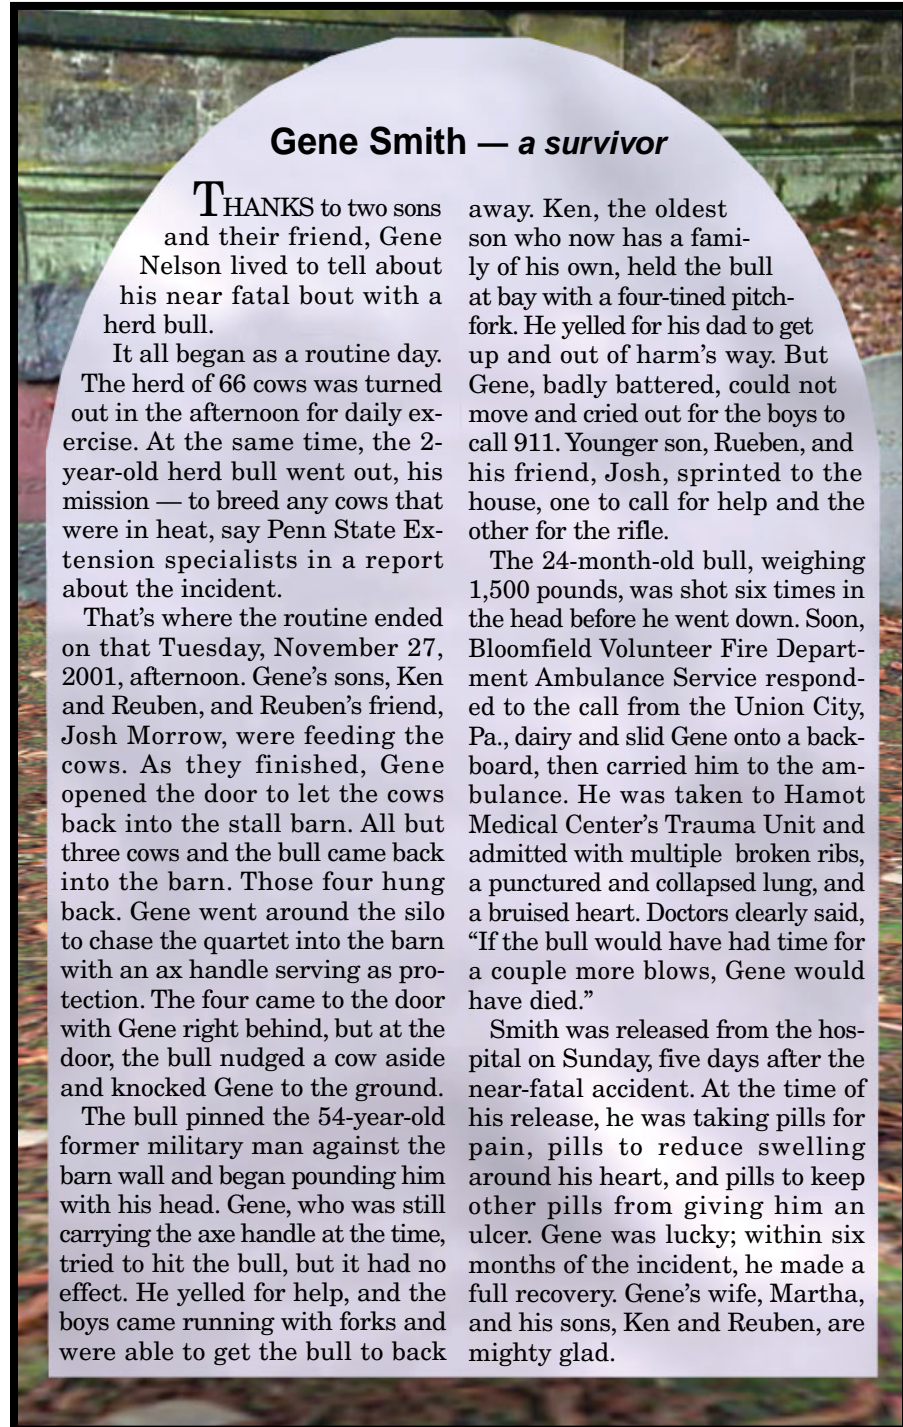 Gene Smith — a survivor
THANKS to two sons
and their friend, Gene
Nelson lived to tell about
his near fatal bout with a
herd bull.
It all began as a routine day.
The herd of 66 cows was turned
out in the afternoon for daily ex-
ercise. At the same time, the 2-
year-old herd bull went out, his
mission — to breed any cows that
were in heat, say Penn State Ex-
tension specialists in a report
about the incident.
That's where the routine ended
on that Tuesday, November 27,
2001, afternoon. Gene's sons, Ken
and Reuben, and Reuben's friend,
Josh Morrow, were feeding the
cows. As they finished, Gene
opened the door to let the cows
back into the stall barn. All but
three cows and the bull came back
into the barn. Those four hung
back. Gene went around the silo
to chase the quartet into the barn
with an ax handle serving as pro-
tection. The four came to the door
with Gene right behind, but at the
door, the bull nudged a cow aside
and knocked Gene to the ground.
The bull pinned the 54-year-old
former military man against the
barn wall and began pounding him
with his head. Gene, who was still
carrying the axe handle at the time,
tried to hit the bull, but it had no
effect. He yelled for help, and the
boys came running with forks and
were able to get the bull to back
away. Ken, the oldest
son who now has a fami-
ly of his own, held the bull
at bay with a four-tined pitch-
fork. He yelled for his dad to get
up and out of harm's way. But
Gene, badly battered, could not
move and cried out for the boys to
call 911. Younger son, Rueben, and
his friend, Josh, sprinted to the
house, one to call for help and the
other for the rifle.
The 24-month-old bull, weighing
1,500 pounds, was shot six times in
the head before he went down. Soon,
Bloomfield Volunteer Fire Depart-
ment Ambulance Service respond-
ed to the call from the Union City,
Pa., dairy and slid Gene onto a back-
board, then carried him to the am-
bulance. He was taken to Hamot
Medical Center's Trauma Unit and
admitted with multiple broken ribs,
a punctured and collapsed lung, and
a bruised heart. Doctors clearly said,
“If the bull would have had time for
a couple more blows, Gene would
have died.”
Smith was released from the hos-
pital on Sunday, five days after the
near-fatal accident. At the time of
his release, he was taking pills for
pain, pills to reduce swelling
around his heart, and pills to keep
other pills from giving him an
ulcer. Gene was lucky; within six
months of the incident, he made a
full recovery. Gene's wife, Martha,
and his sons, Ken and Reuben, are
mighty glad.